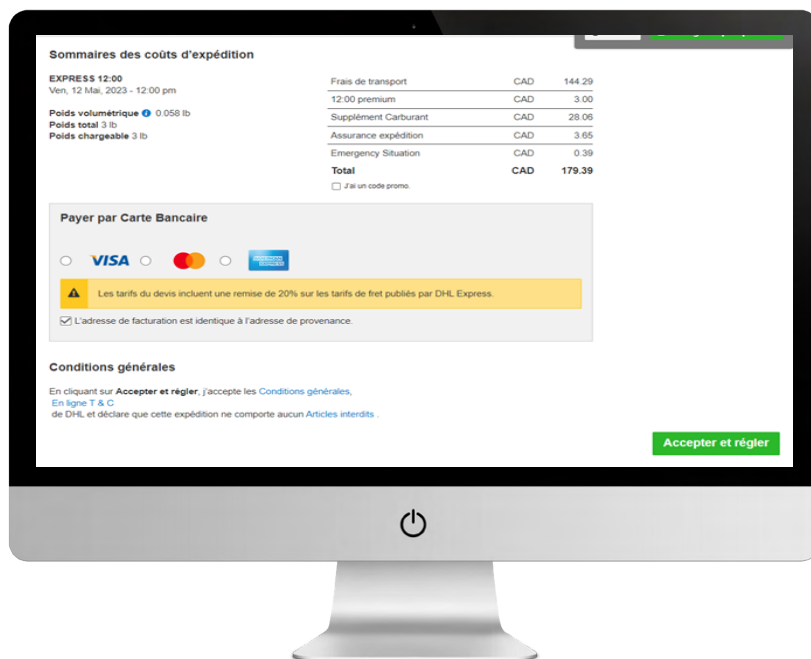 Sommaires des coûts d'expédition
EXPRESS 12:00
Ven, 12 Mai, 2023 - 12:00 pm
Poids volumétrique 0.058 lb
Poids total 3 lb
Poids chargeable 3 lb
Frais de transport CAD 144.29
12:00 premium CAD 3.00
Supplément Carburant CAD 28.06
Assurance expédition CAD 3.65
Emergency Situation CAD 0.39
Total CAD 179.39
J'ai un code promo.
Payer par Carte Bancaire
VISA
AMERICAN EXPRESS
Les tarifs du devis incluent une remise de 20% sur les tarifs de fret publiés par DHL Express.
L'adresse de facturation est identique à l'adresse de provenance.
Conditions générales
En cliquant sur Accepter et régler, j'accepte les Conditions générales,
En ligne T & C
de DHL et déclare que cette expédition ne comporte aucun Articles interdits .
Accepter et régler